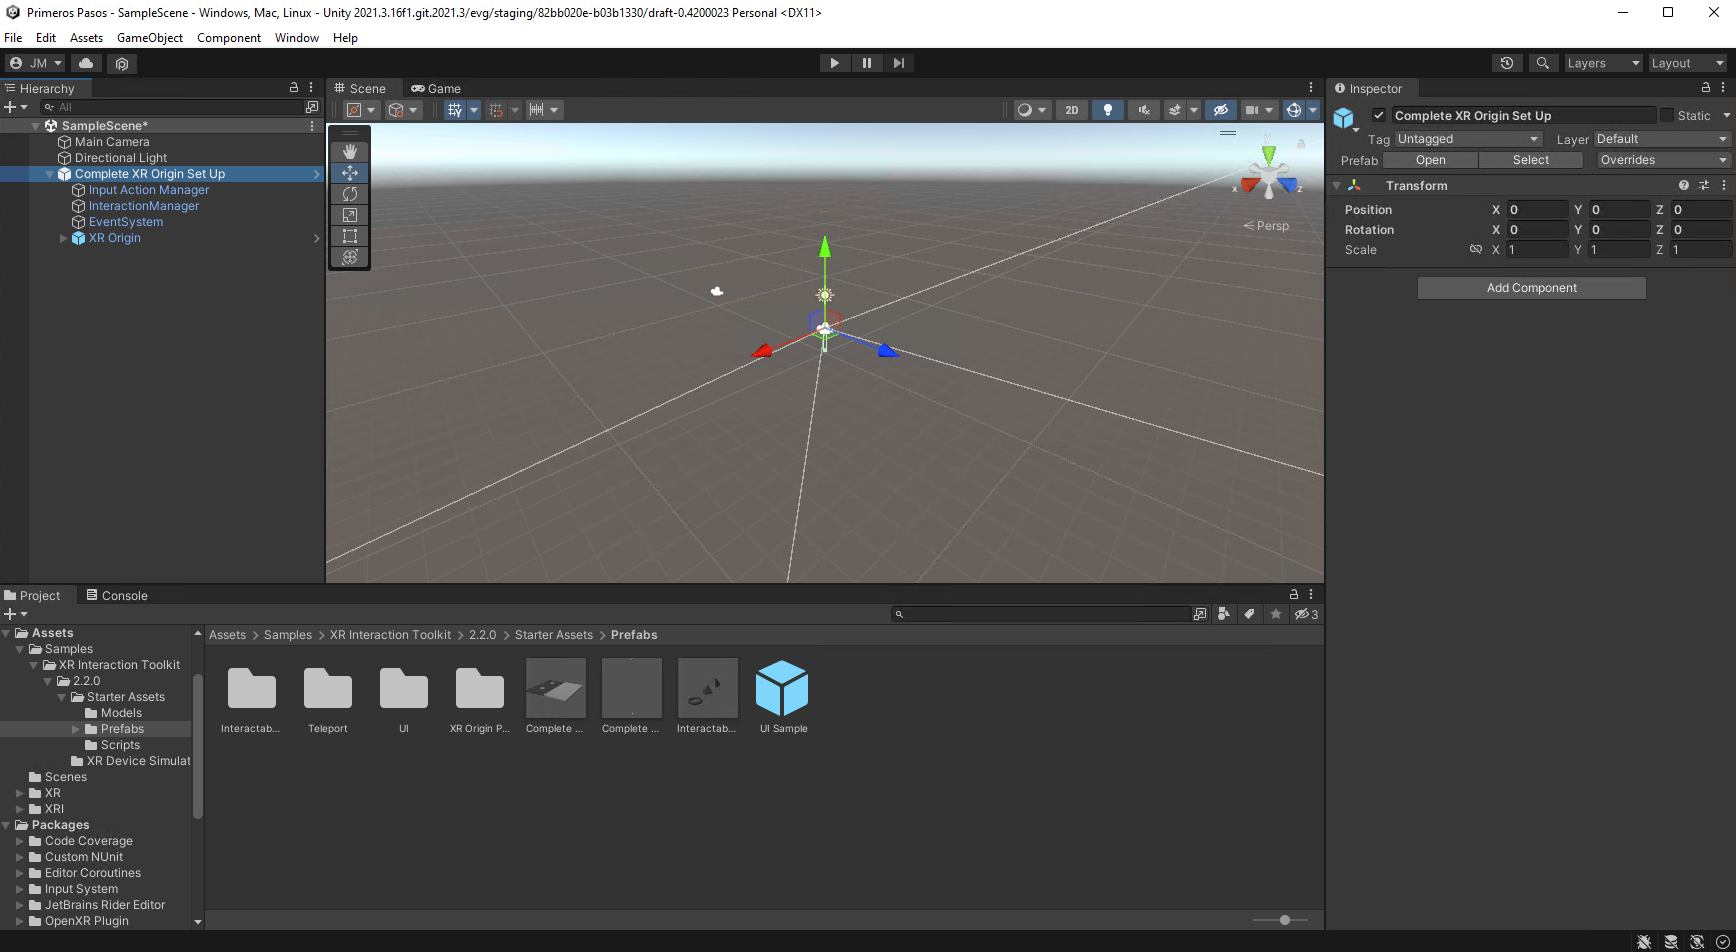 Primeros Pasos - SampleScene - Windows, Mac, Linux - Unity 2021.3.16f1.git.2021.3/evg/staging/82bb020e-b03b1330/draft-0.4200023 Personal <DX11>
File Edit Assets GameObject Component Window Help
JM Layers Layout
Hierarchy
All
SampleScene*
Main Camera
Directional Light
Complete XR Origin Set Up
Input Action Manager
InteractionManager
EventSystem
XR Origin
Scene Game
2D
y
x z
Persp
Inspector
Complete XR Origin Set Up Static
Tag Untagged Layer Default
Prefab Open Select Overrides
Transform
Position X 0 Y 0 Z 0
Rotation X 0 Y 0 Z 0
Scale X 1 Y 1 Z 1
Add Component
Project Console
3
Assets
Samples
XR Interaction Toolkit
2.2.0
Starter Assets
Models
Prefabs
Scripts
XR Device Simulat
Scenes
XR
XRI
Packages
Code Coverage
Custom NUnit
Editor Coroutines
Input System
JetBrains Rider Editor
OpenXR Plugin
Assets > Samples > XR Interaction Toolkit > 2.2.0 > Starter Assets > Prefabs
Interactab... Teleport UI XR Origin P... Complete ... Complete ... Interactab... UI Sample